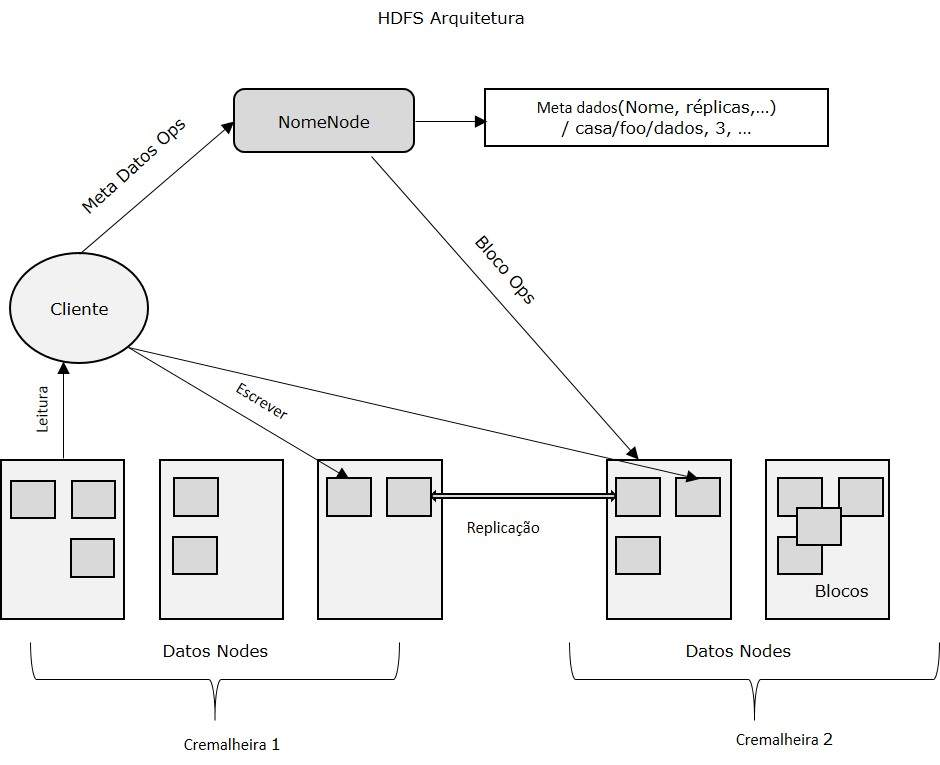 HDFS Arquitetura
NomeNode
Meta dados(Nome, réplicas,...)
/ casa/foo/dados, 3, ...
Meta Datos Ops
Bloco Ops
Cliente
Leitura
Escrever
Replicação
Blocos
Datos Nodes
Datos Nodes
Cremalheira 1
Cremalheira 2